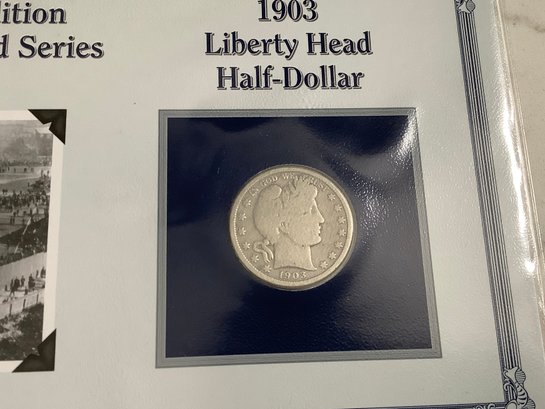 ition
d Series
1903
Liberty Head
Half-Dollar
IN GOD WE TRUST
1903